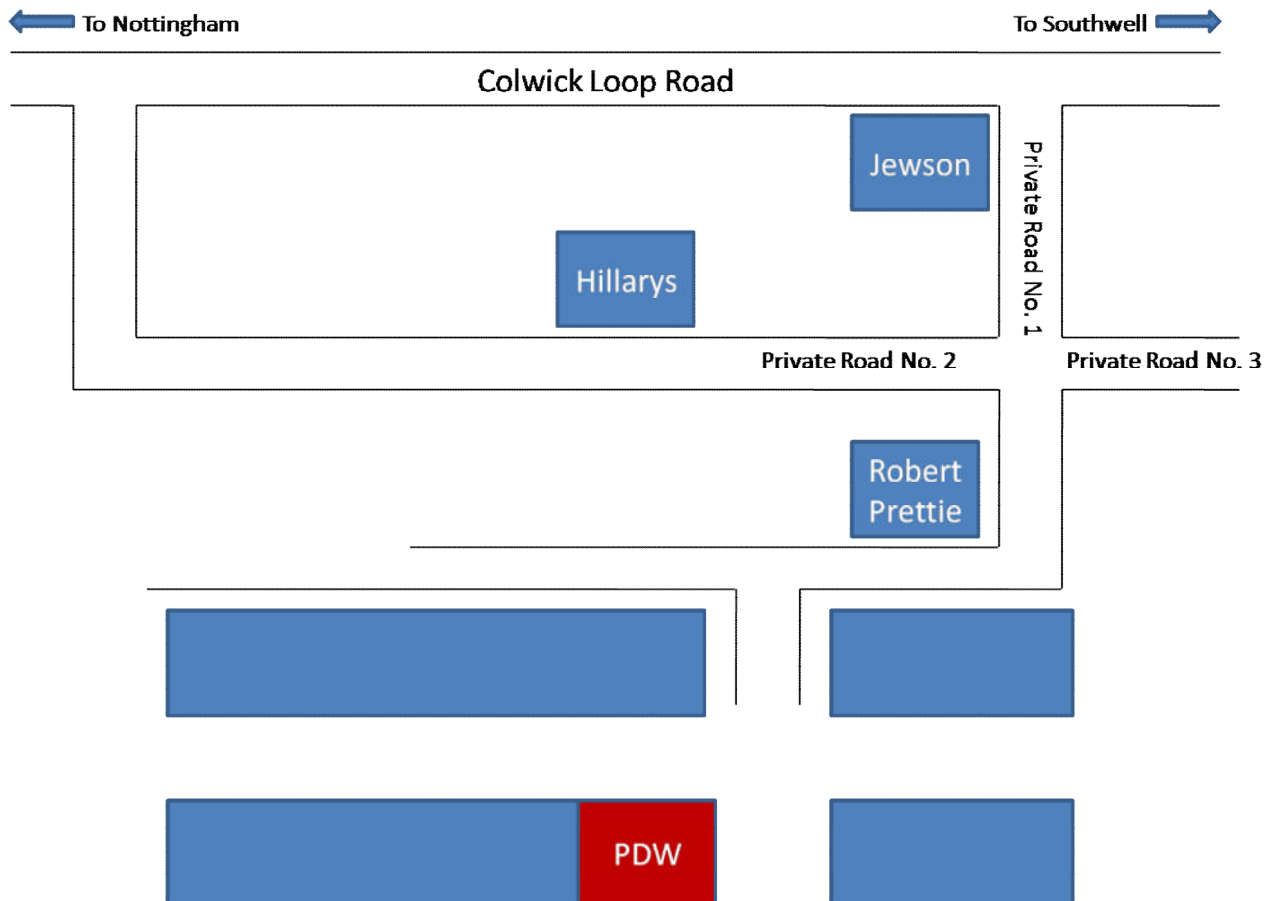 To Nottingham
To Southwell
Colwick Loop Road
Jewson
Private Road No. 1
Hillarys
Private Road No. 2
Private Road No. 3
Robert
Prettie
PDW